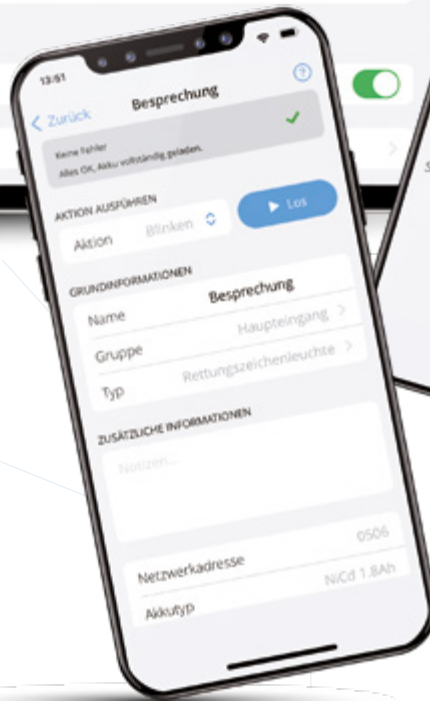 13:51
Zurück
Besprechung
Keine Fehler
Alles OK, Akku vollständig geladen.
AKTION AUSFÜHREN
Aktion Blinken
Los
GRUNDINFORMATIONEN
Name Besprechung
Gruppe Haupteingang
Typ Rettungszeichenleuchte
ZUSÄTZLICHE INFORMATIONEN
Notizen...
Netzwerkadresse 0506
Akkutyp NiCd 1.8Ah